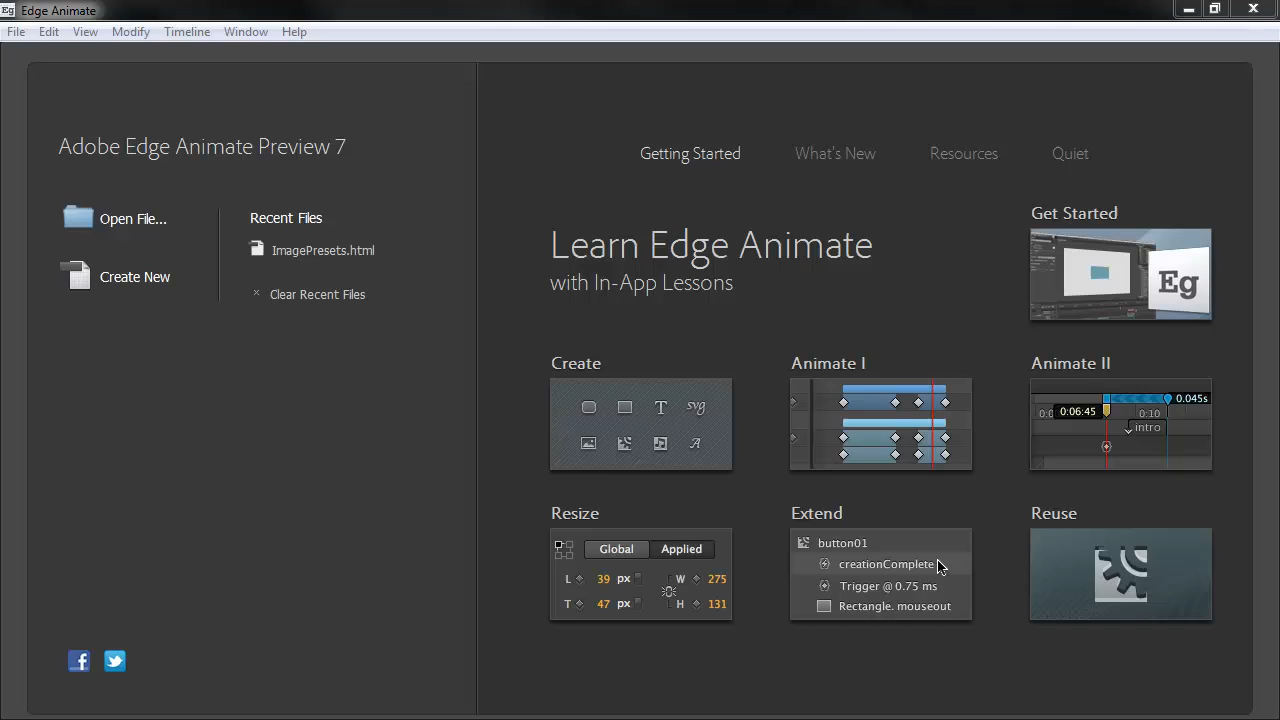 Eg Edge Animate
File Edit View Modify Timeline Window Help
Adobe Edge Animate Preview 7
Open File...
Create New
Recent Files
ImagePresets.html
Clear Recent Files
Getting Started What's New Resources Quiet
Learn Edge Animate
with In-App Lessons
Get Started
Eg
Create
T svg
A
Animate I
Animate II
0.045s
0:0 0:06:45 0:10
intro
Resize
Global Applied
L 39 px W 275
T 47 px H 131
Extend
button01
creationComplete
Trigger @ 0.75 ms
Rectangle. mouseout
Reuse
f